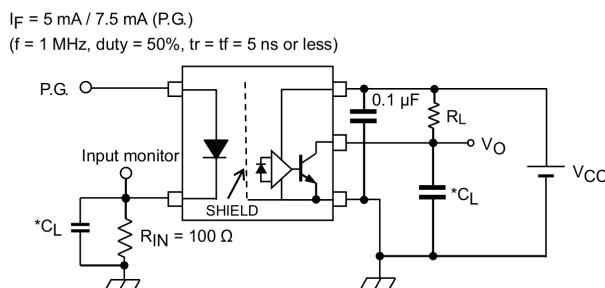 IF = 5 mA / 7.5 mA (P.G.)
(f = 1 MHz, duty = 50%, tr = tf = 5 ns or less)
P.G.
0.1 μF
RL
VO
Input monitor
VCC
*CL
SHIELD
*CL
RIN = 100 Ω